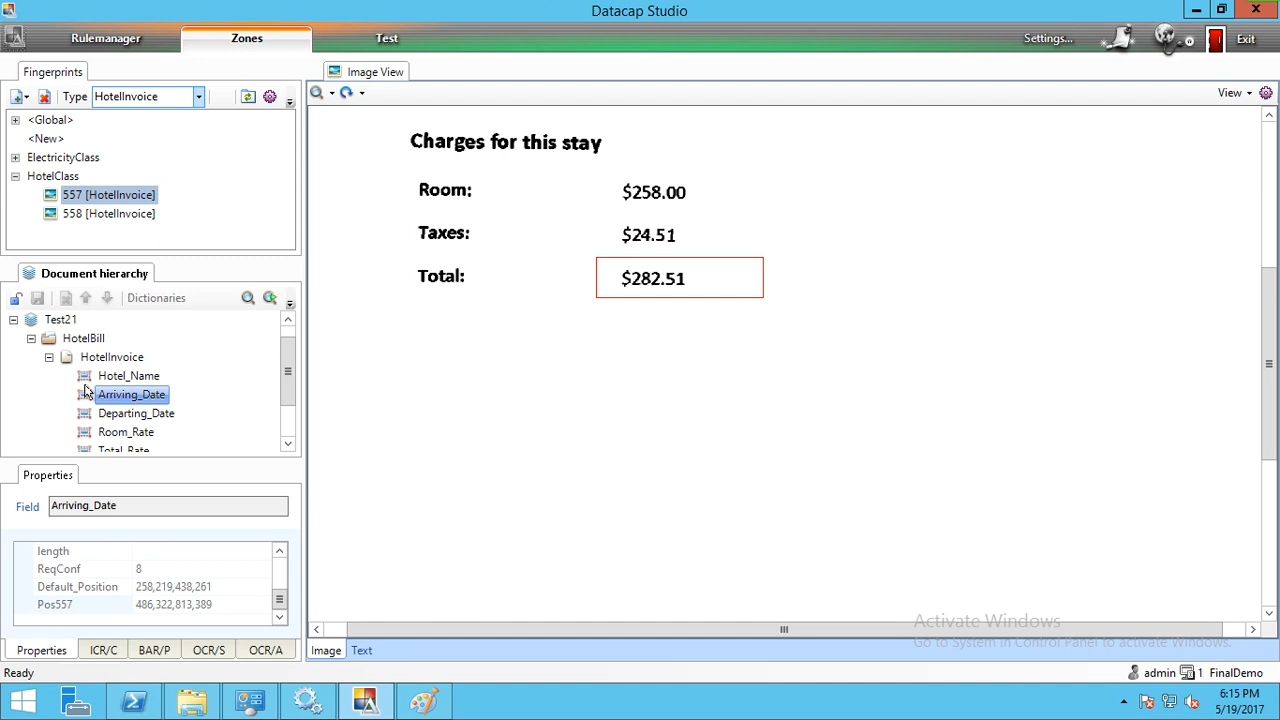 Datacap Studio
Rulemanager Zones Test Settings... Exit
Fingerprints
Type HotelInvoice
<Global>
<New>
ElectricityClass
HotelClass
557 [HotelInvoice]
558 [HotelInvoice]
Document hierarchy
Dictionaries
Test21
HotelBill
HotelInvoice
Hotel_Name
Arriving_Date
Departing_Date
Room_Rate
Total_Rate
Properties
Field Arriving_Date
length
ReqConf 8
Default_Position 258,219,438,261
Pos557 486,322,813,389
Properties ICR/C BAR/P OCR/S OCR/A
Image View
View
Charges for this stay
Room: $258.00
Taxes: $24.51
Total: $282.51
Activate Windows
Go to System in Control Panel to activate Windows.
Image Text
Ready
admin 1 FinalDemo
6:15 PM
5/19/2017